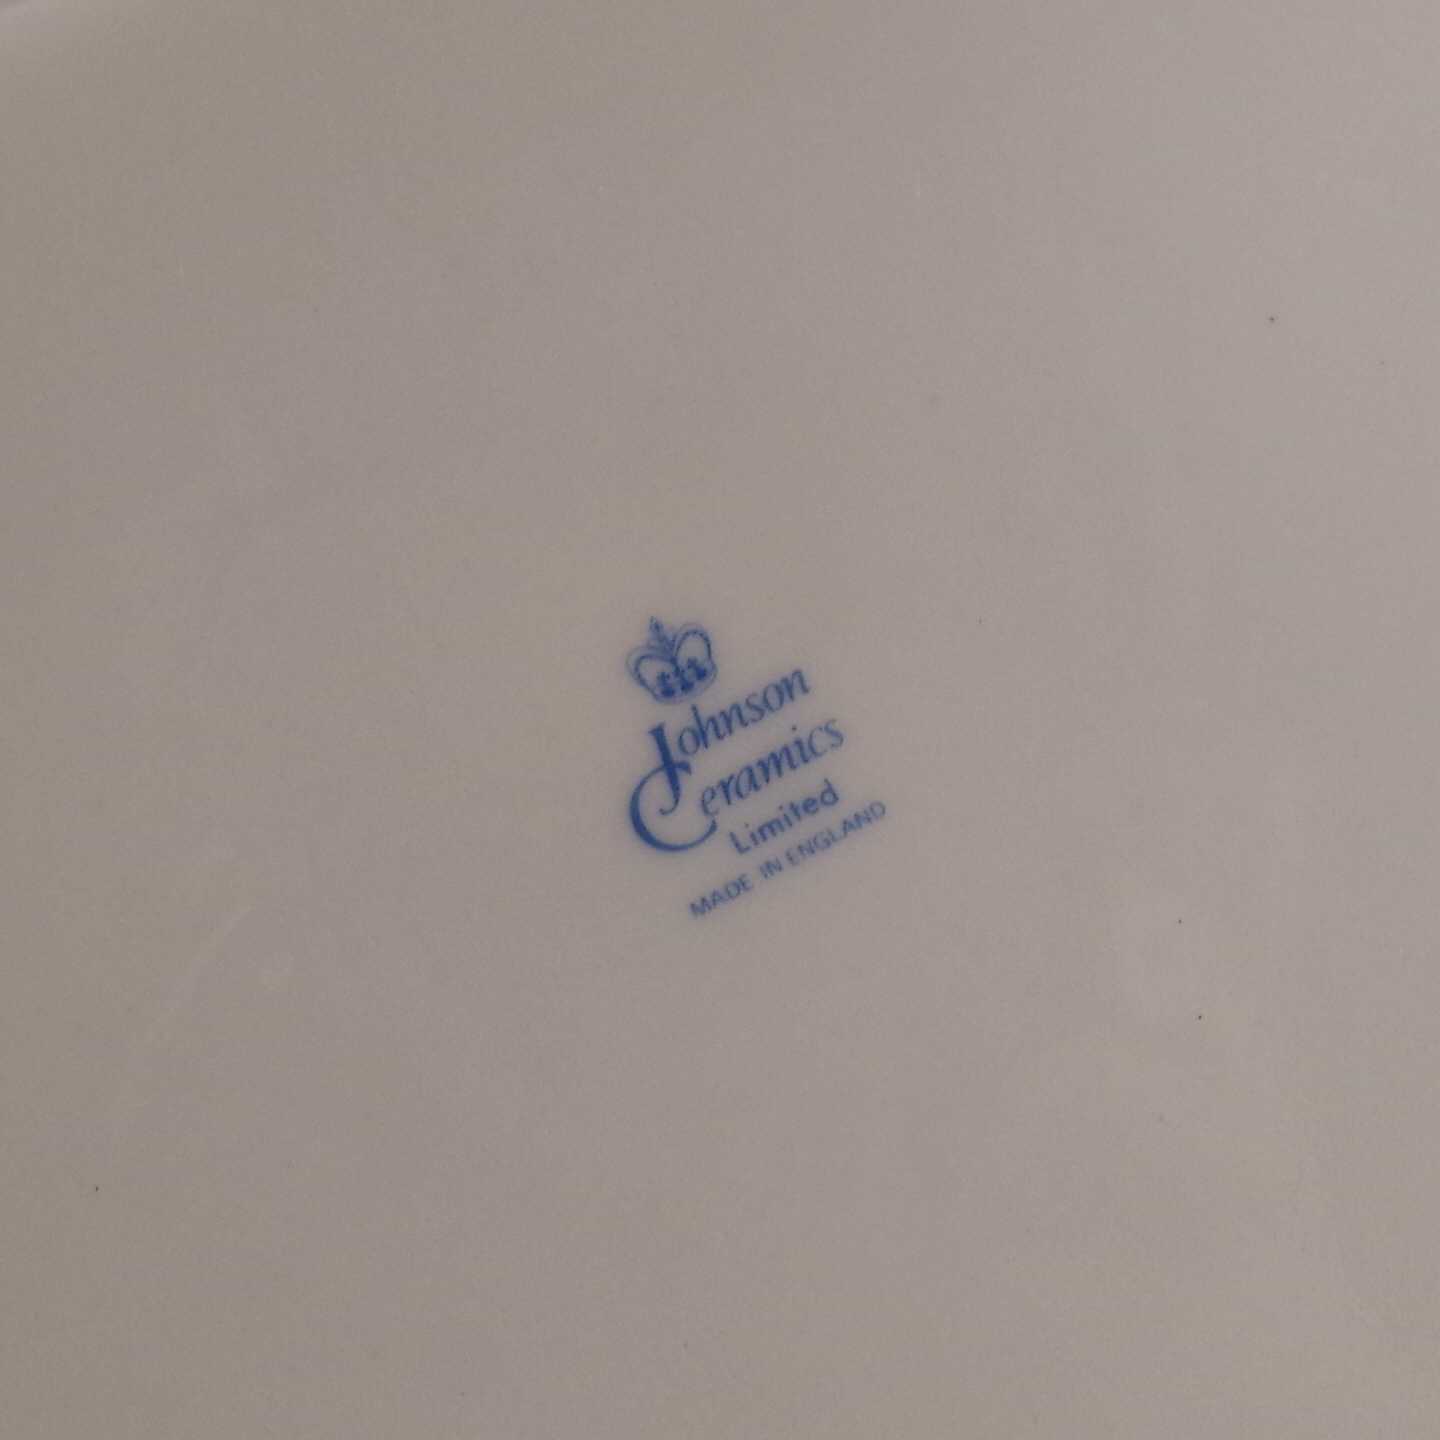 Johnson
Ceramics
Limited
MADE IN ENGLAND